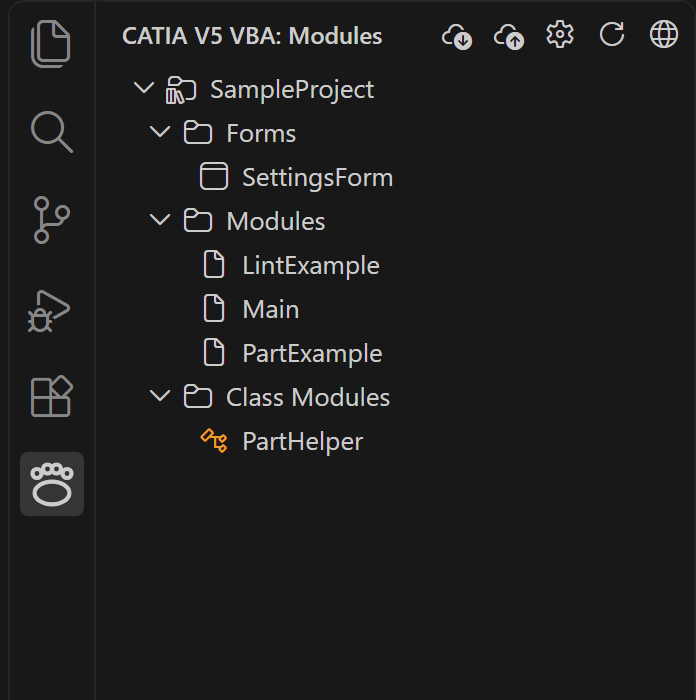 CATIA V5 VBA: Modules
SampleProject
Forms
SettingsForm
Modules
LintExample
Main
PartExample
Class Modules
PartHelper